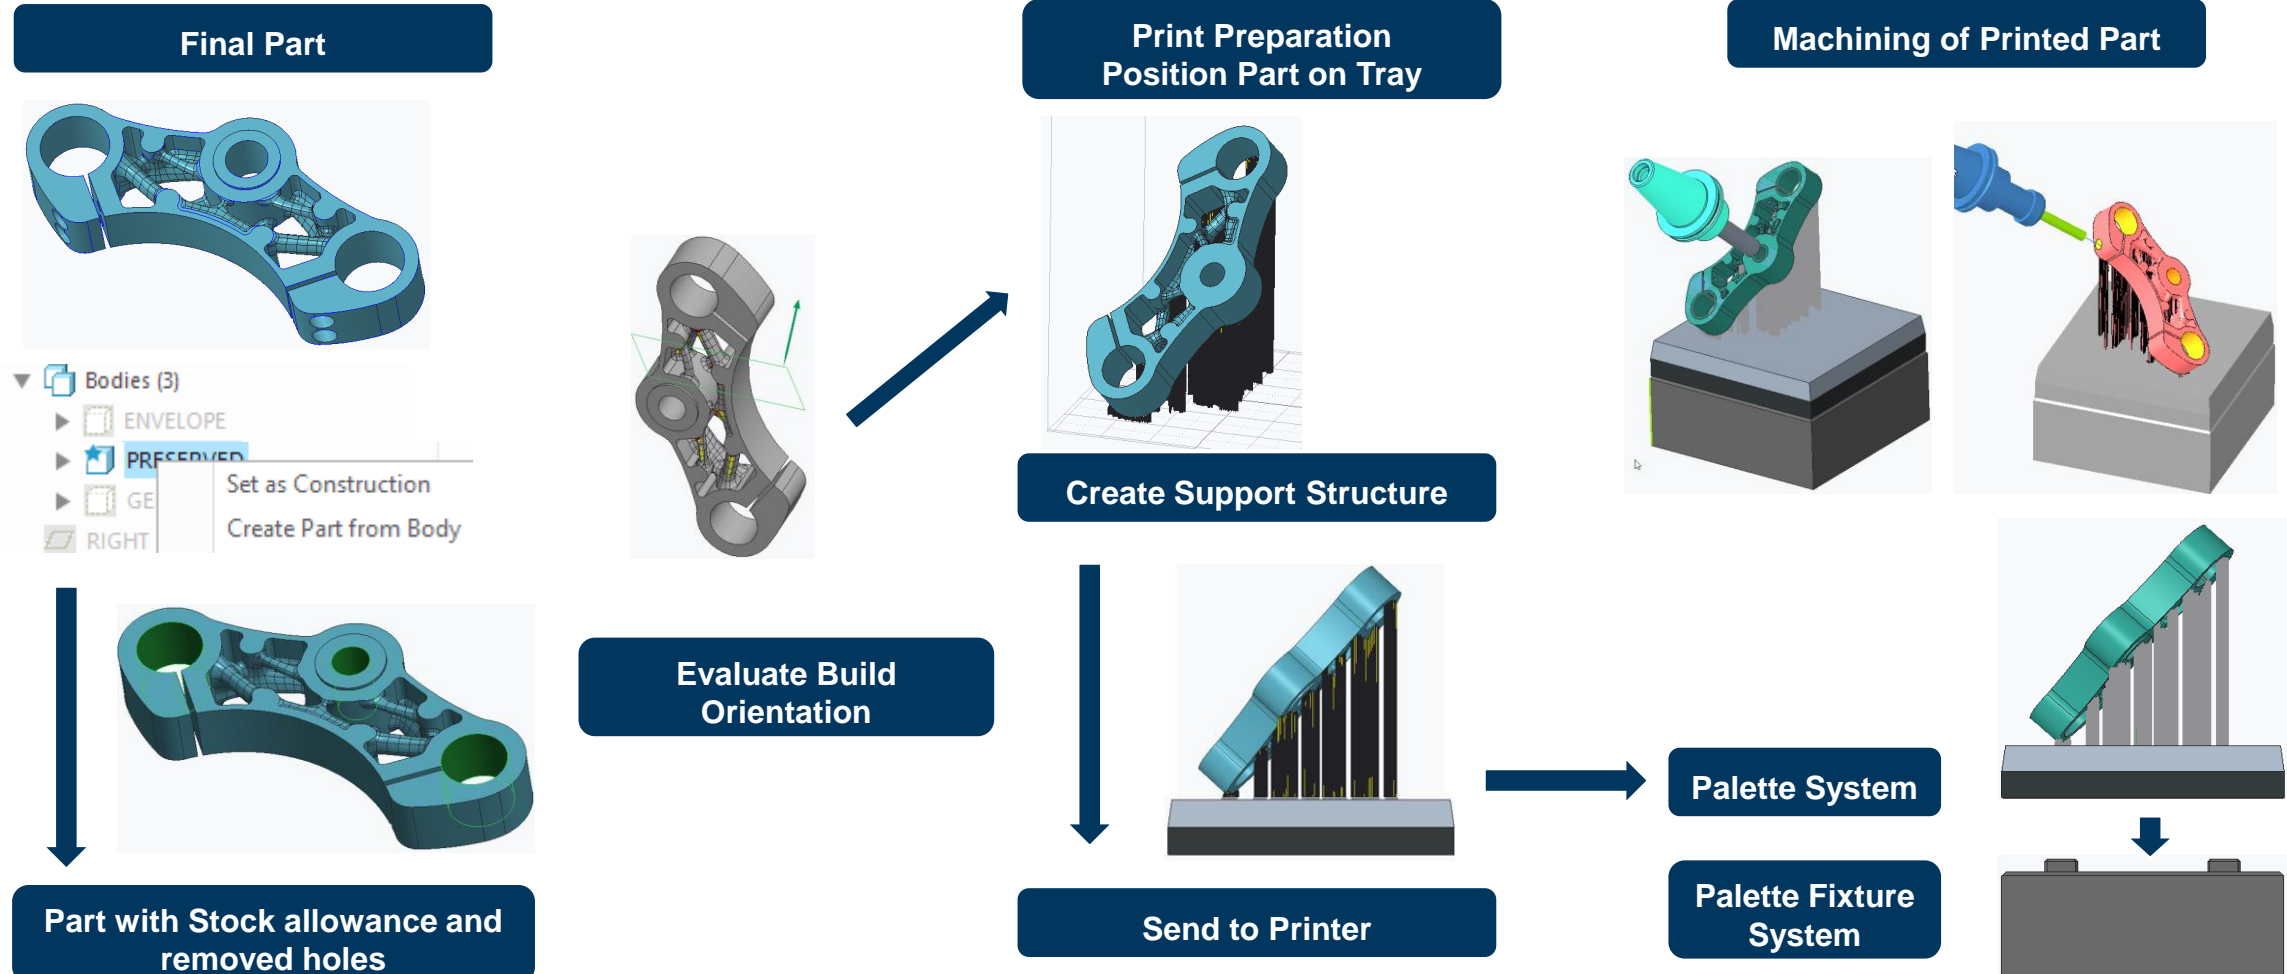 Final Part
Bodies (3)
ENVELOPE
PRESERVED
Set as Construction
GE
Create Part from Body
RIGHT
Part with Stock allowance and
removed holes
Evaluate Build
Orientation
Print Preparation
Position Part on Tray
Create Support Structure
Send to Printer
Machining of Printed Part
Palette System
Palette Fixture
System